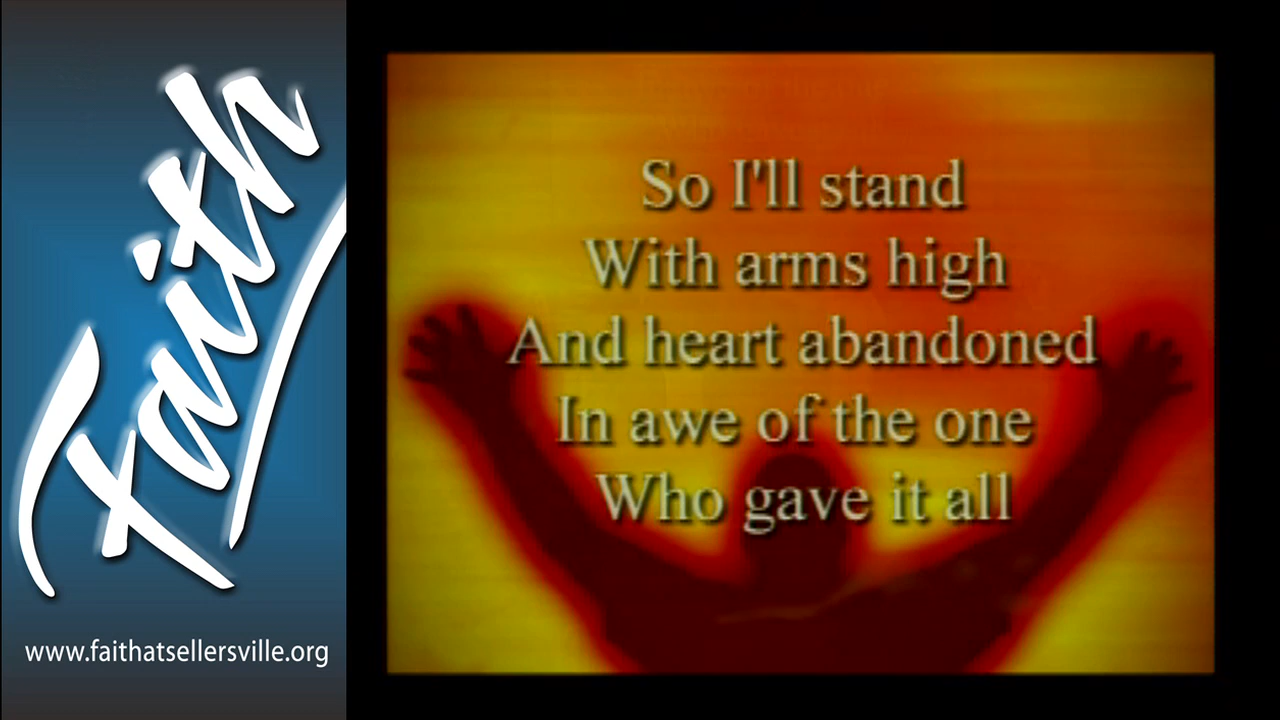 Faith
www.faithatsellersville.org
So I'll stand
With arms high
And heart abandoned
In awe of the one
Who gave it all